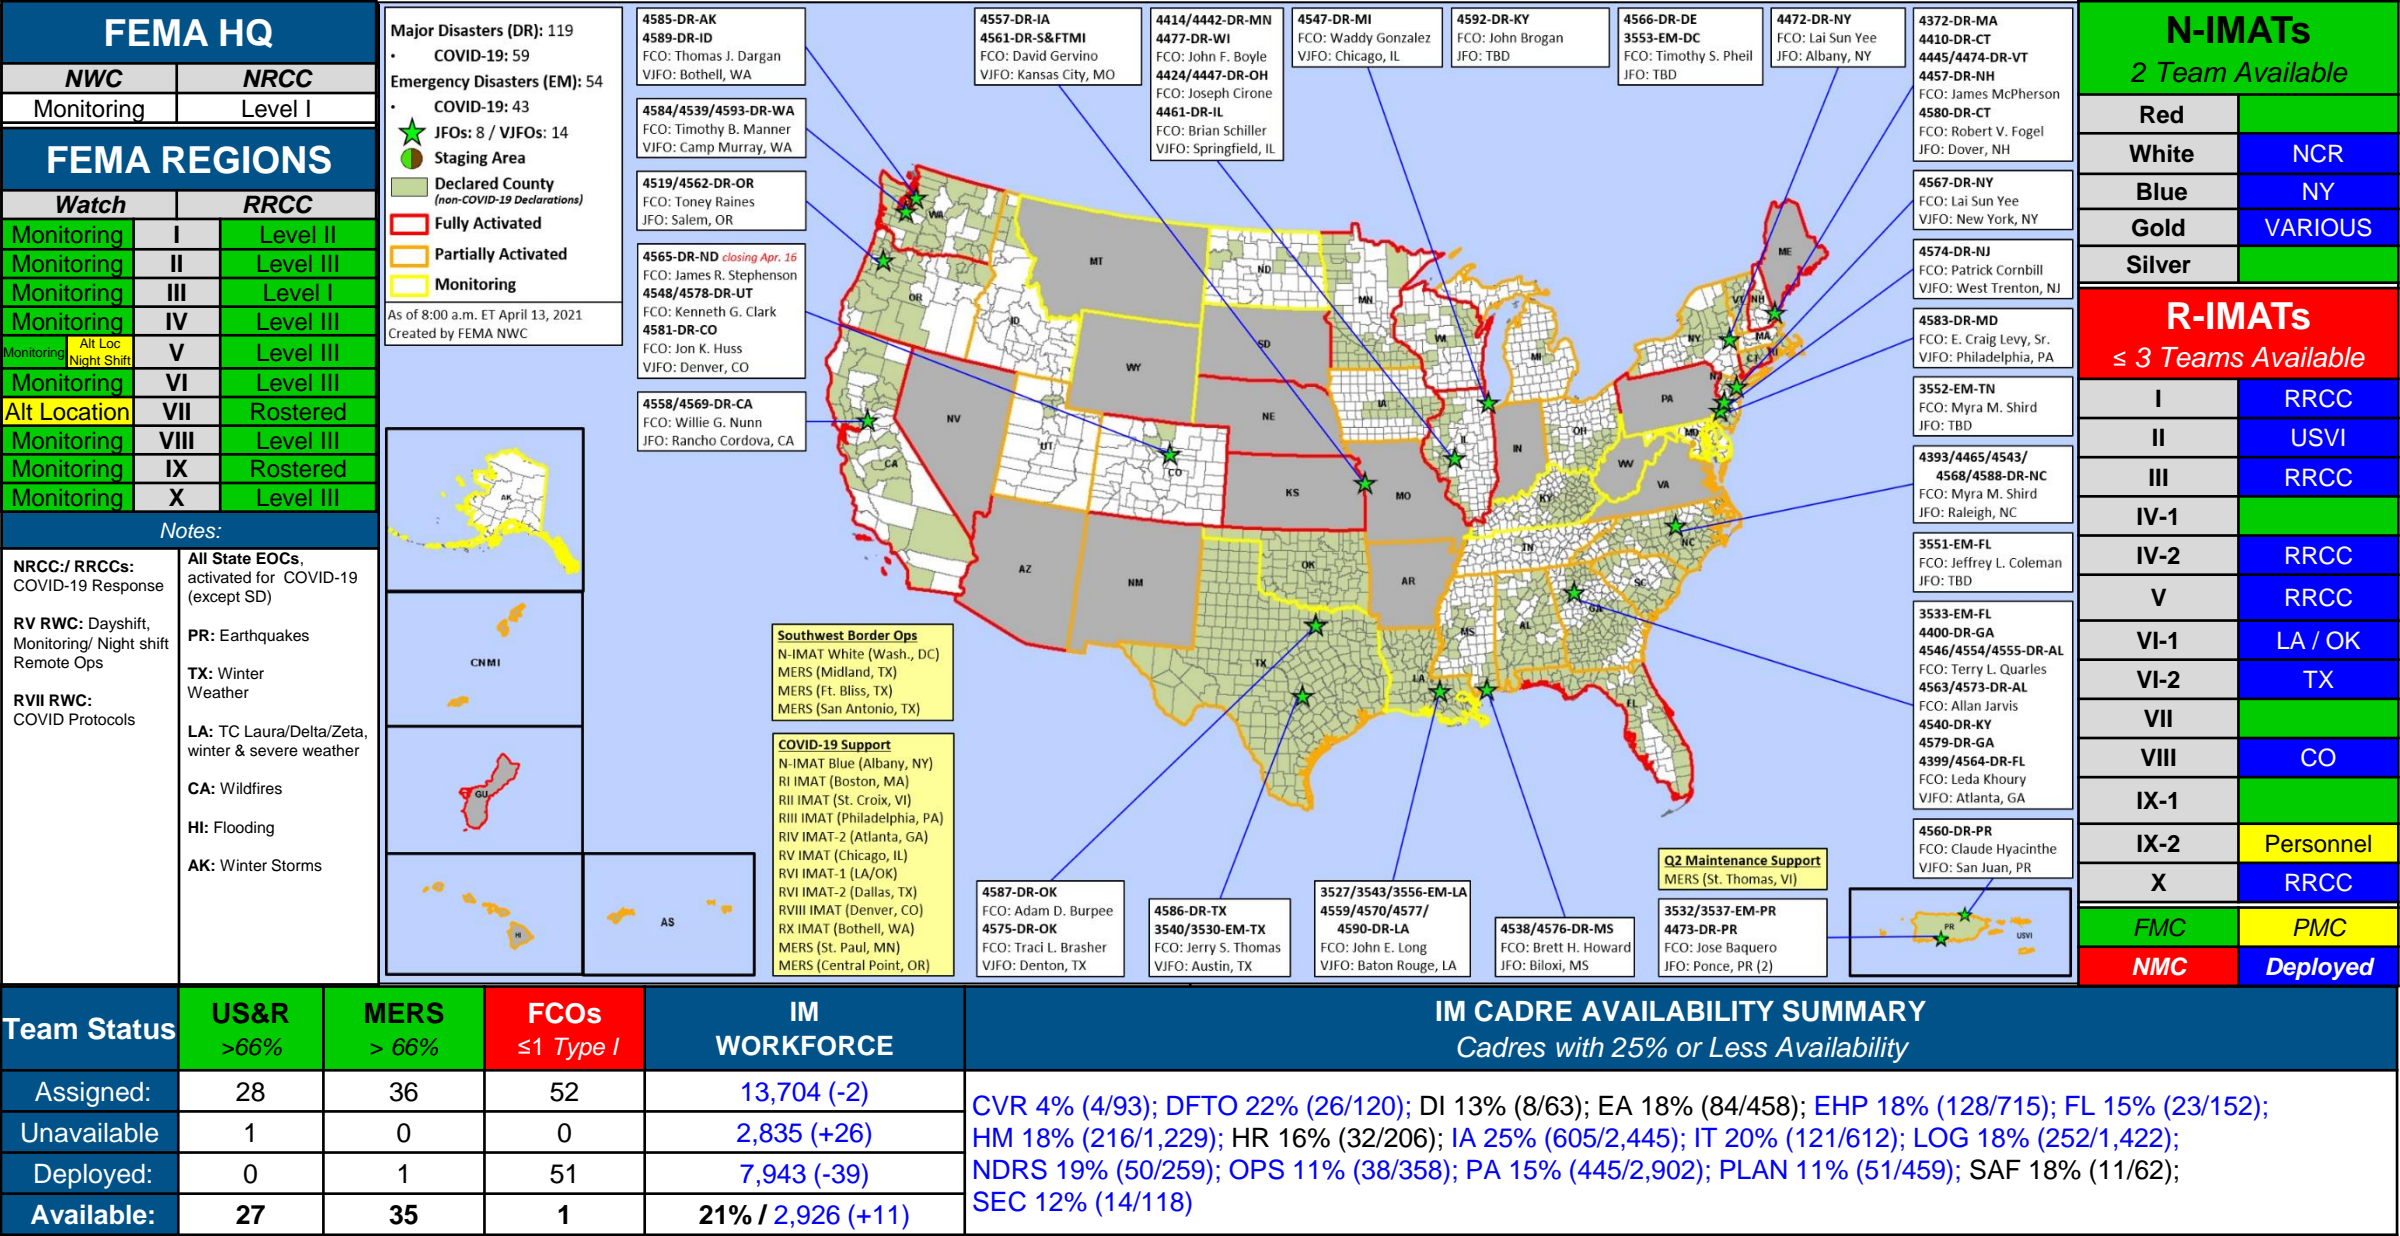 FEMA HQ
NWC NRCC
Monitoring Level I
FEMA REGIONS
Watch RRCC
Monitoring I Level II
Monitoring II Level III
Monitoring III Level I
Monitoring IV Level III
Monitoring Alt Loc Night Shift V Level III
Monitoring VI Level III
Alt Location VII Rostered
Monitoring VIII Level III
Monitoring IX Rostered
Monitoring X Level III
Notes:
NRCC:/ RRCCs:
COVID-19 Response
RV RWC: Dayshift,
Monitoring/ Night shift
Remote Ops
RVII RWC:
COVID Protocols
All State EOCs,
activated for COVID-19
(except SD)
PR: Earthquakes
TX: Winter
Weather
LA: TC Laura/Delta/Zeta,
winter & severe weather
CA: Wildfires
HI: Flooding
AK: Winter Storms
Major Disasters (DR): 119
• COVID-19: 59
Emergency Disasters (EM): 54
• COVID-19: 43
JFOs: 8 / VJFOs: 14
Staging Area
Declared County
(non-COVID-19 Declarations)
Fully Activated
Partially Activated
Monitoring
As of 8:00 a.m. ET April 13, 2021
Created by FEMA NWC
4585-DR-AK
4589-DR-ID
FCO: Thomas J. Dargan
VJFO: Bothell, WA
4584/4539/4593-DR-WA
FCO: Timothy B. Manner
VJFO: Camp Murray, WA
4519/4562-DR-OR
FCO: Toney Raines
JFO: Salem, OR
4565-DR-ND closing Apr. 16
FCO: James R. Stephenson
4548/4578-DR-UT
FCO: Kenneth G. Clark
4581-DR-CO
FCO: Jon K. Huss
VJFO: Denver, CO
4558/4569-DR-CA
FCO: Willie G. Nunn
JFO: Rancho Cordova, CA
4557-DR-IA
4561-DR-S&FTMI
FCO: David Gervino
VJFO: Kansas City, MO
4414/4442-DR-MN
4477-DR-WI
FCO: John F. Boyle
4424/4447-DR-OH
FCO: Joseph Cirone
4461-DR-IL
FCO: Brian Schiller
VJFO: Springfield, IL
4547-DR-MI
FCO: Waddy Gonzalez
VJFO: Chicago, IL
4592-DR-KY
FCO: John Brogan
JFO: TBD
4566-DR-DE
3553-EM-DC
FCO: Timothy S. Pheil
JFO: TBD
4472-DR-NY
FCO: Lai Sun Yee
JFO: Albany, NY
4372-DR-MA
4410-DR-CT
4445/4474-DR-VT
4457-DR-NH
FCO: James McPherson
4580-DR-CT
FCO: Robert V. Fogel
JFO: Dover, NH
4567-DR-NY
FCO: Lai Sun Yee
VJFO: New York, NY
4574-DR-NJ
FCO: Patrick Cornbill
VJFO: West Trenton, NJ
4583-DR-MD
FCO: E. Craig Levy, Sr.
VJFO: Philadelphia, PA
3552-EM-TN
FCO: Myra M. Shird
JFO: TBD
4393/4465/4543/
4568/4588-DR-NC
FCO: Myra M. Shird
JFO: Raleigh, NC
3551-EM-FL
FCO: Jeffrey L. Coleman
JFO: TBD
3533-EM-FL
4400-DR-GA
4546/4554/4555-DR-AL
FCO: Terry L. Quarles
4563/4573-DR-AL
FCO: Allan Jarvis
4540-DR-KY
4579-DR-GA
4399/4564-DR-FL
FCO: Leda Khoury
VJFO: Atlanta, GA
4560-DR-PR
FCO: Claude Hyacinthe
VJFO: San Juan, PR
WA
OR
ID
MT
WY
NV
UT
CO
CA
AZ
NM
ND
SD
NE
KS
OK
TX
MN
IA
MO
AR
LA
WI
IL
MI
IN
OH
KY
TN
MS
AL
GA
FL
SC
NC
VA
WV
MD
PA
NJ
NY
CT
RI
MA
VT
NH
ME
AK
CNMI
GU
HI
AS
PR
USVI
Southwest Border Ops
N-IMAT White (Wash., DC)
MERS (Midland, TX)
MERS (Ft. Bliss, TX)
MERS (San Antonio, TX)
COVID-19 Support
N-IMAT Blue (Albany, NY)
RI IMAT (Boston, MA)
RII IMAT (St. Croix, VI)
RIII IMAT (Philadelphia, PA)
RIV IMAT-2 (Atlanta, GA)
RV IMAT (Chicago, IL)
RVI IMAT-1 (LA/OK)
RVI IMAT-2 (Dallas, TX)
RVIII IMAT (Denver, CO)
RX IMAT (Bothell, WA)
MERS (St. Paul, MN)
MERS (Central Point, OR)
4587-DR-OK
FCO: Adam D. Burpee
4575-DR-OK
FCO: Traci L. Brasher
VJFO: Denton, TX
4586-DR-TX
3540/3530-EM-TX
FCO: Jerry S. Thomas
VJFO: Austin, TX
3527/3543/3556-EM-LA
4559/4570/4577/
4590-DR-LA
FCO: John E. Long
VJFO: Baton Rouge, LA
4538/4576-DR-MS
FCO: Brett H. Howard
JFO: Biloxi, MS
Q2 Maintenance Support
MERS (St. Thomas, VI)
3532/3537-EM-PR
4473-DR-PR
FCO: Jose Baquero
JFO: Ponce, PR (2)
N-IMATs
2 Team Available
Red
White NCR
Blue NY
Gold VARIOUS
Silver
R-IMATs
≤ 3 Teams Available
I RRCC
II USVI
III RRCC
IV-1
IV-2 RRCC
V RRCC
VI-1 LA / OK
VI-2 TX
VII
VIII CO
IX-1
IX-2 Personnel
X RRCC
FMC PMC
NMC Deployed
Team Status
US&R
>66%
MERS
> 66%
FCOs
≤1 Type I
IM
WORKFORCE
IM CADRE AVAILABILITY SUMMARY
Cadres with 25% or Less Availability
Assigned: 28 36 52 13,704 (-2)
Unavailable 1 0 0 2,835 (+26)
Deployed: 0 1 51 7,943 (-39)
Available: 27 35 1 21% / 2,926 (+11)
CVR 4% (4/93); DFTO 22% (26/120); DI 13% (8/63); EA 18% (84/458); EHP 18% (128/715); FL 15% (23/152);
HM 18% (216/1,229); HR 16% (32/206); IA 25% (605/2,445); IT 20% (121/612); LOG 18% (252/1,422);
NDRS 19% (50/259); OPS 11% (38/358); PA 15% (445/2,902); PLAN 11% (51/459); SAF 18% (11/62);
SEC 12% (14/118)